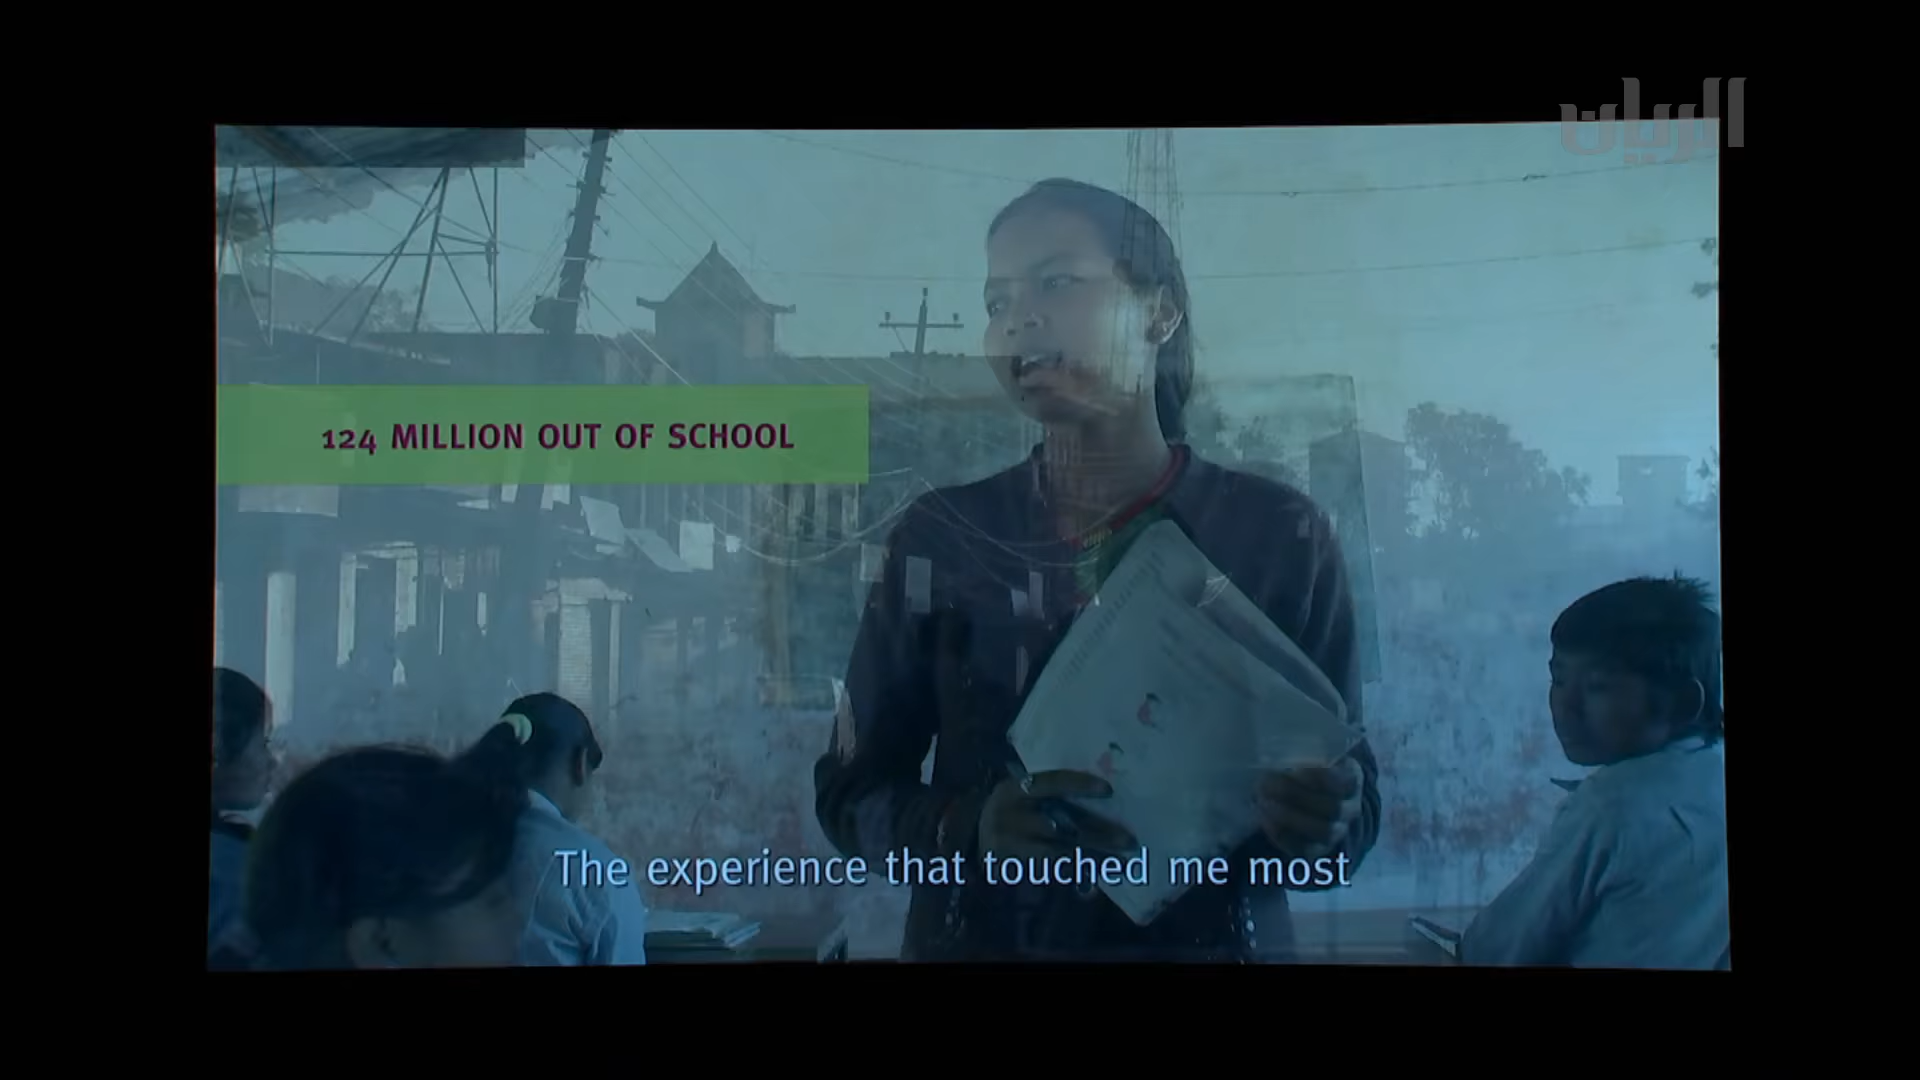 الريان
124 MILLION OUT OF SCHOOL
The experience that touched me most